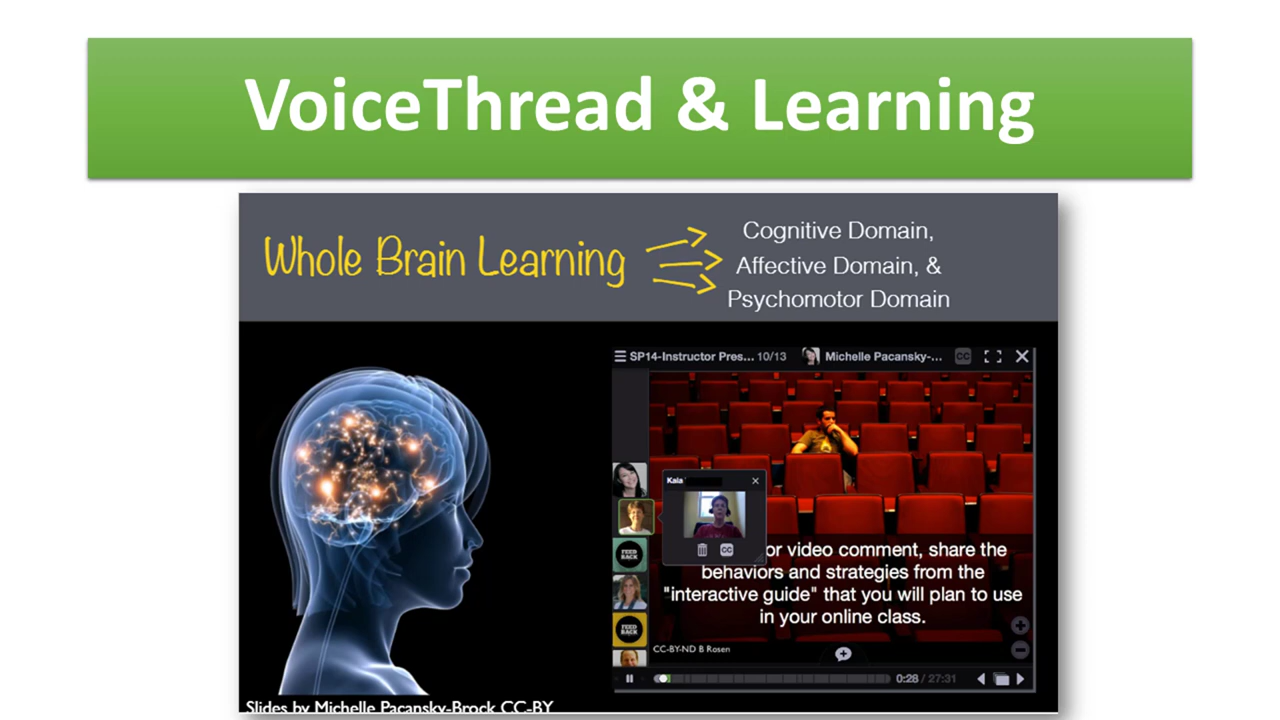 VoiceThread & Learning
Whole Brain Learning
Cognitive Domain,
Affective Domain, &
Psychomotor Domain
SP14-Instructor Pres... 10/13
Michelle Pacansky-...
CC
Kaia
CC
or video comment, share the
behaviors and strategies from the
"interactive guide" that you will plan to use
in your online class.
FEED
BACK
FEED
BACK
CC-BY-ND B Rosen
0:28 / 27:31
Slides by Michelle Pacansky-Brock CC-BY